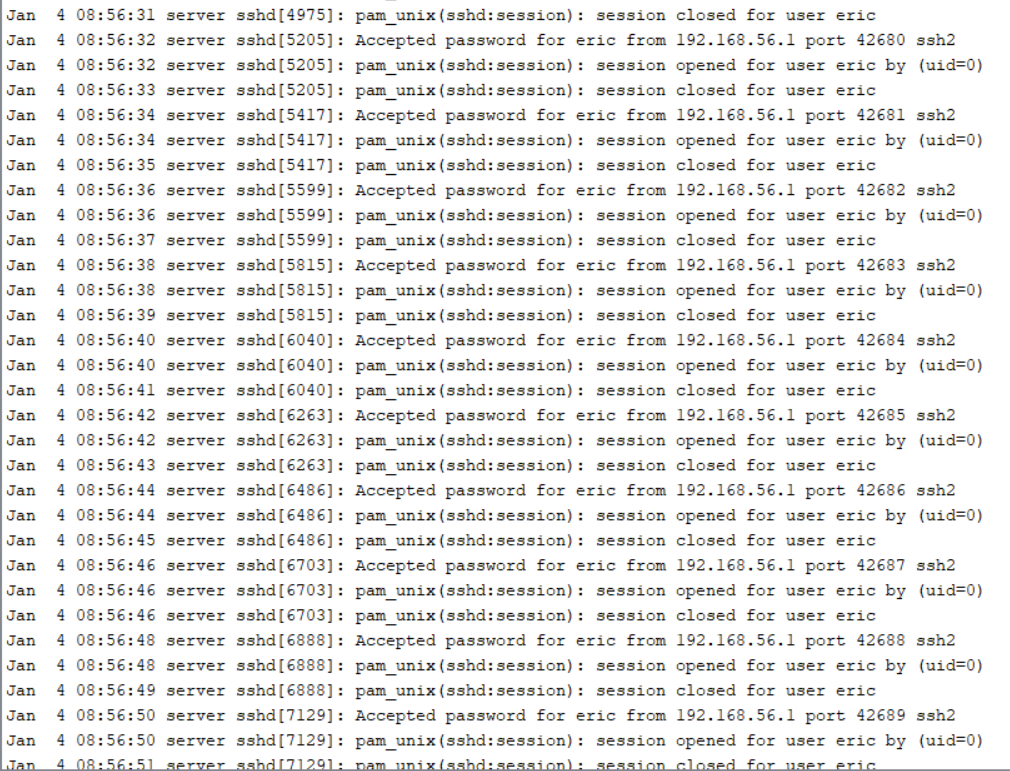 Jan  4 08:56:31 server sshd[4975]: pam_unix(sshd:session): session closed for user eric
Jan  4 08:56:32 server sshd[5205]: Accepted password for eric from 192.168.56.1 port 42680 ssh2
Jan  4 08:56:32 server sshd[5205]: pam_unix(sshd:session): session opened for user eric by (uid=0)
Jan  4 08:56:33 server sshd[5205]: pam_unix(sshd:session): session closed for user eric
Jan  4 08:56:34 server sshd[5417]: Accepted password for eric from 192.168.56.1 port 42681 ssh2
Jan  4 08:56:34 server sshd[5417]: pam_unix(sshd:session): session opened for user eric by (uid=0)
Jan  4 08:56:35 server sshd[5417]: pam_unix(sshd:session): session closed for user eric
Jan  4 08:56:36 server sshd[5599]: Accepted password for eric from 192.168.56.1 port 42682 ssh2
Jan  4 08:56:36 server sshd[5599]: pam_unix(sshd:session): session opened for user eric by (uid=0)
Jan  4 08:56:37 server sshd[5599]: pam_unix(sshd:session): session closed for user eric
Jan  4 08:56:38 server sshd[5815]: Accepted password for eric from 192.168.56.1 port 42683 ssh2
Jan  4 08:56:38 server sshd[5815]: pam_unix(sshd:session): session opened for user eric by (uid=0)
Jan  4 08:56:39 server sshd[5815]: pam_unix(sshd:session): session closed for user eric
Jan  4 08:56:40 server sshd[6040]: Accepted password for eric from 192.168.56.1 port 42684 ssh2
Jan  4 08:56:40 server sshd[6040]: pam_unix(sshd:session): session opened for user eric by (uid=0)
Jan  4 08:56:41 server sshd[6040]: pam_unix(sshd:session): session closed for user eric
Jan  4 08:56:42 server sshd[6263]: Accepted password for eric from 192.168.56.1 port 42685 ssh2
Jan  4 08:56:42 server sshd[6263]: pam_unix(sshd:session): session opened for user eric by (uid=0)
Jan  4 08:56:43 server sshd[6263]: pam_unix(sshd:session): session closed for user eric
Jan  4 08:56:44 server sshd[6486]: Accepted password for eric from 192.168.56.1 port 42686 ssh2
Jan  4 08:56:44 server sshd[6486]: pam_unix(sshd:session): session opened for user eric by (uid=0)
Jan  4 08:56:45 server sshd[6486]: pam_unix(sshd:session): session closed for user eric
Jan  4 08:56:46 server sshd[6703]: Accepted password for eric from 192.168.56.1 port 42687 ssh2
Jan  4 08:56:46 server sshd[6703]: pam_unix(sshd:session): session opened for user eric by (uid=0)
Jan  4 08:56:46 server sshd[6703]: pam_unix(sshd:session): session closed for user eric
Jan  4 08:56:48 server sshd[6888]: Accepted password for eric from 192.168.56.1 port 42688 ssh2
Jan  4 08:56:48 server sshd[6888]: pam_unix(sshd:session): session opened for user eric by (uid=0)
Jan  4 08:56:49 server sshd[6888]: pam_unix(sshd:session): session closed for user eric
Jan  4 08:56:50 server sshd[7129]: Accepted password for eric from 192.168.56.1 port 42689 ssh2
Jan  4 08:56:50 server sshd[7129]: pam_unix(sshd:session): session opened for user eric by (uid=0)
Jan  4 08:56:51 server sshd[7129]: pam_unix(sshd:session): session closed for user eric